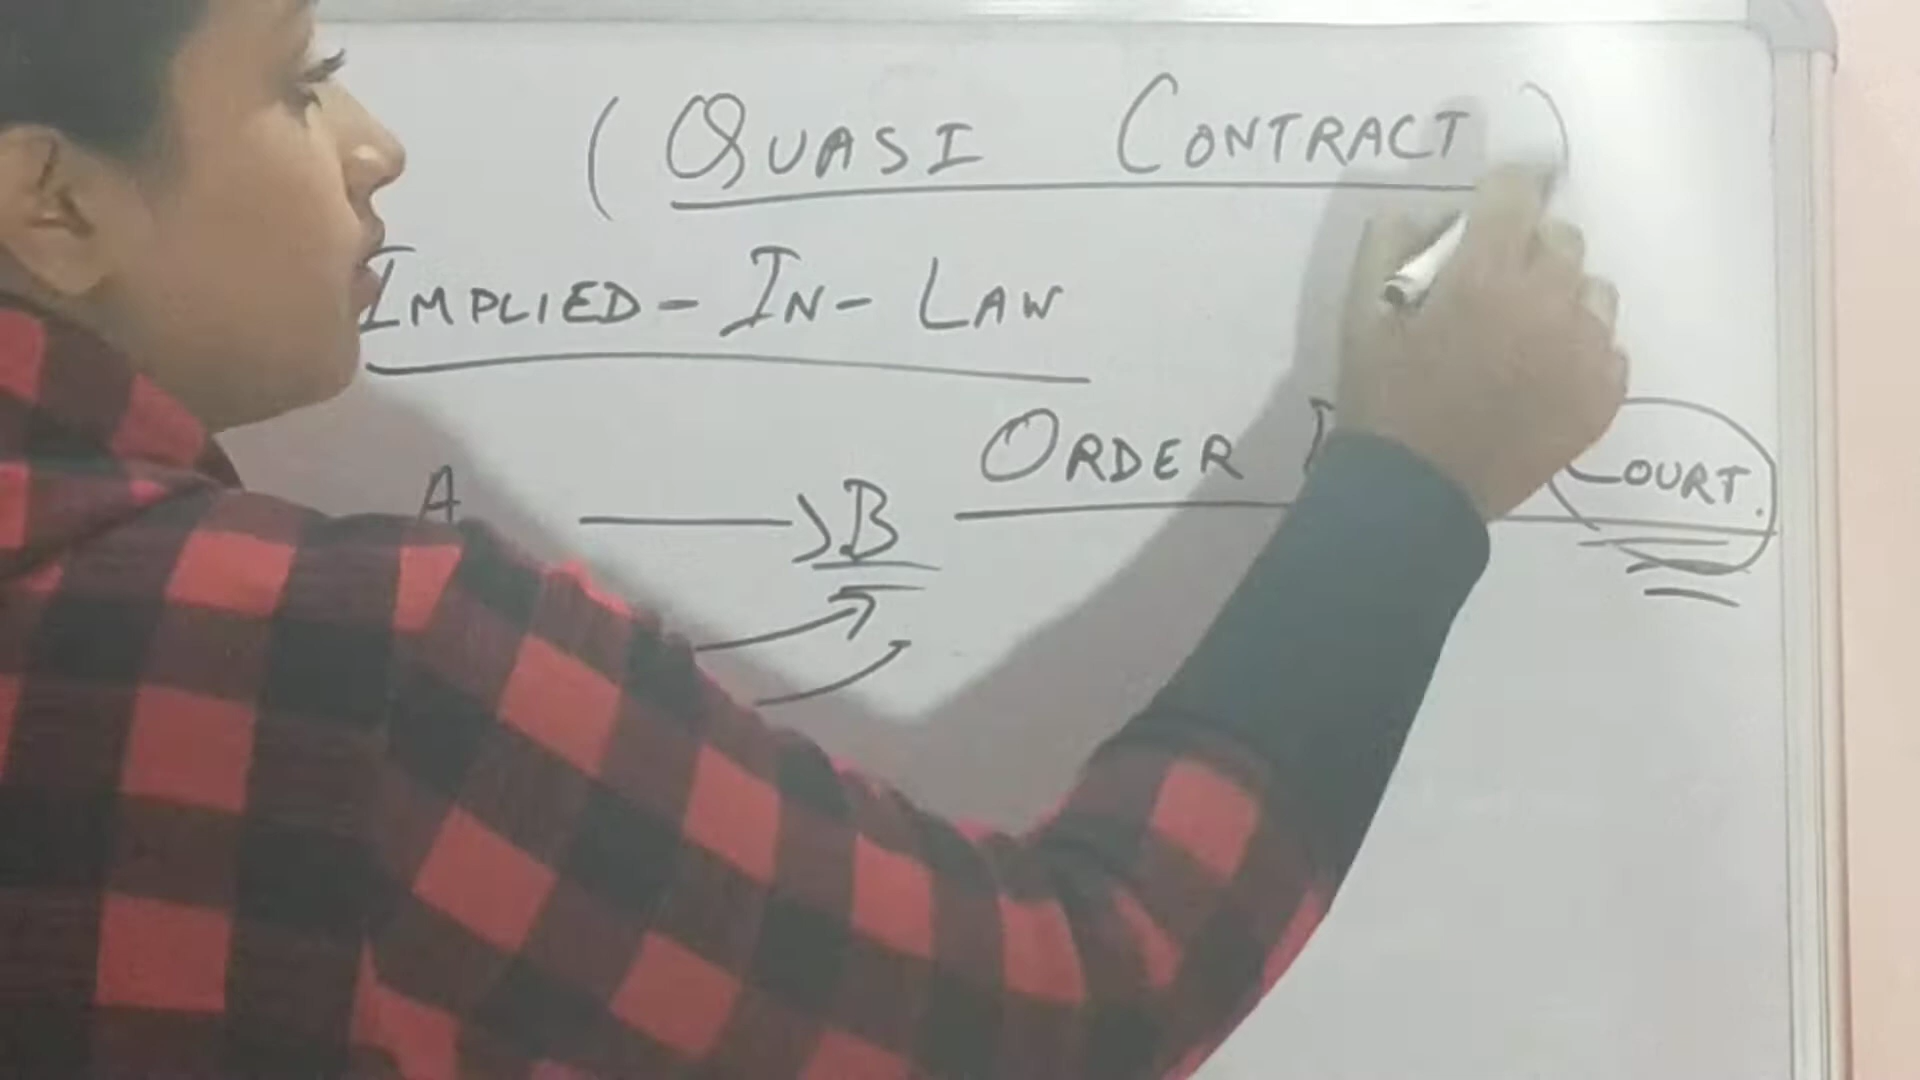 (QUASI CONTRACT)
IMPLIED-IN-LAW
ORDER COURT.
A B